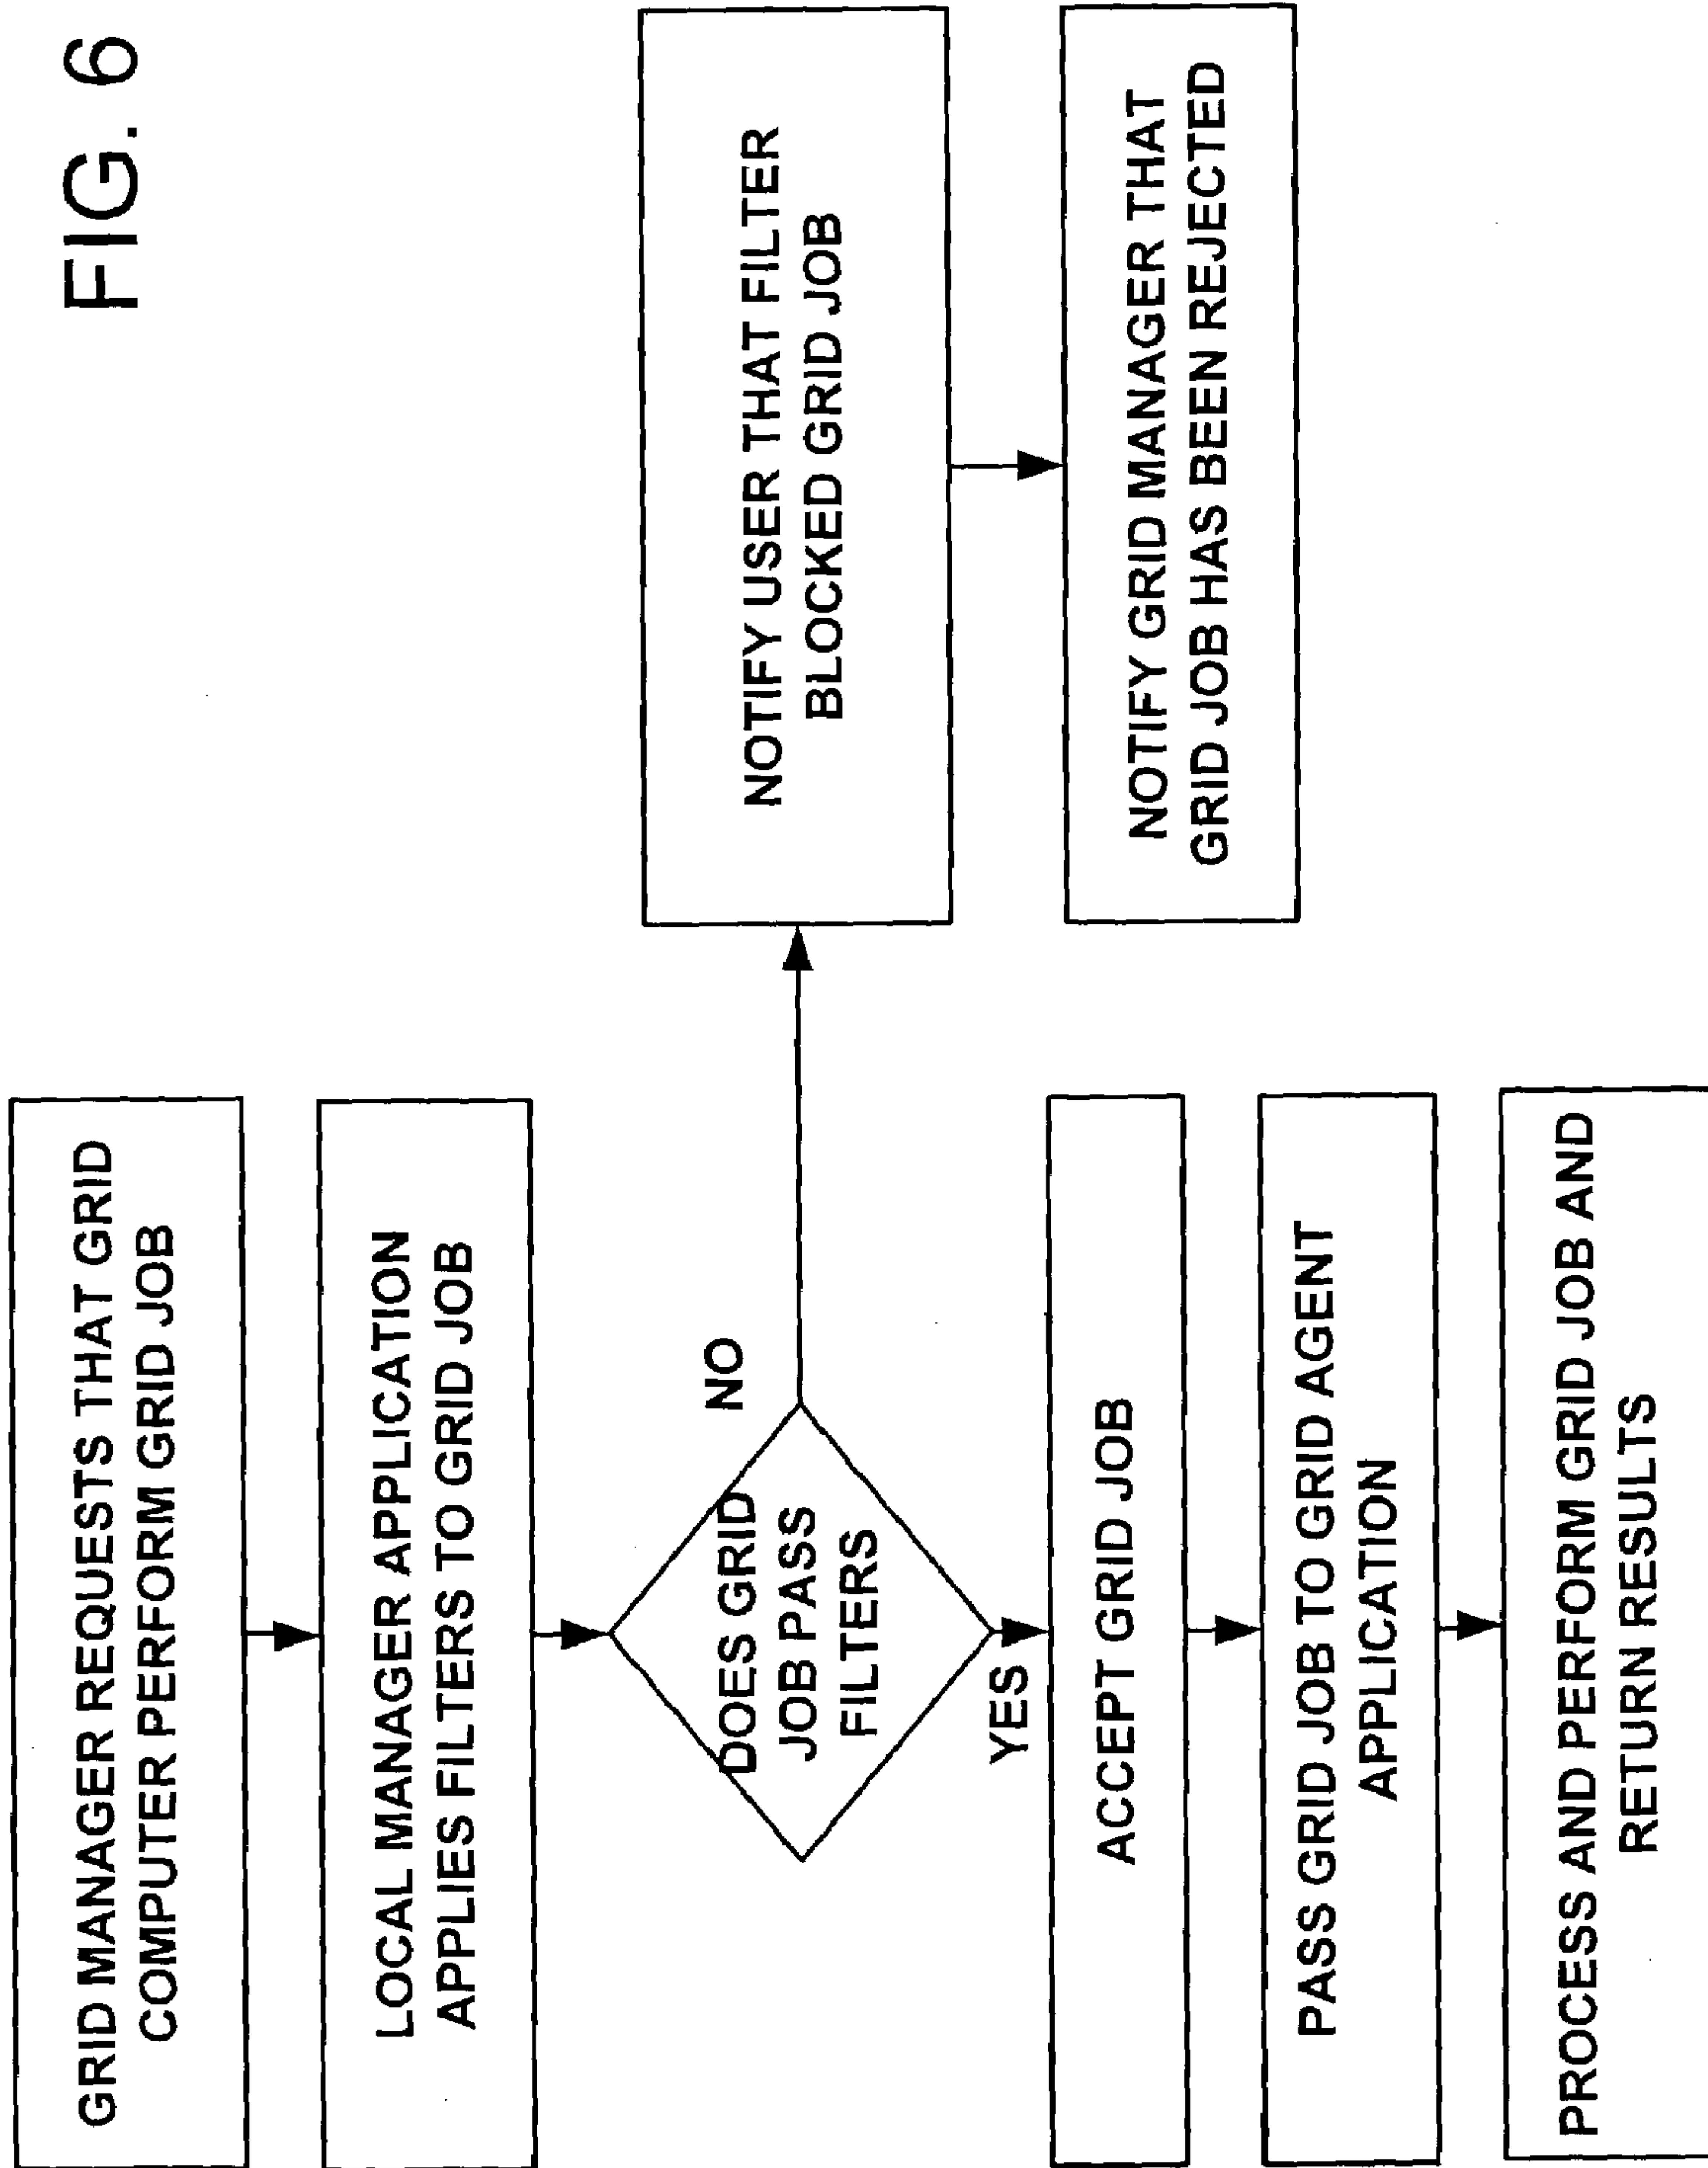 FIG. 6
GRID MANAGER REQUESTS THAT GRID
COMPUTER PERFORM GRID JOB
LOCAL MANAGER APPLICATION
APPLIES FILTERS TO GRID JOB
DOES GRID
JOB PASS
FILTERS
NO
NOTIFY USER THAT FILTER
BLOCKED GRID JOB
NOTIFY GRID MANAGER THAT
GRID JOB HAS BEEN REJECTED
YES
ACCEPT GRID JOB
PASS GRID JOB TO GRID AGENT
APPLICATION
PROCESS AND PERFORM GRID JOB AND
RETURN RESULTS